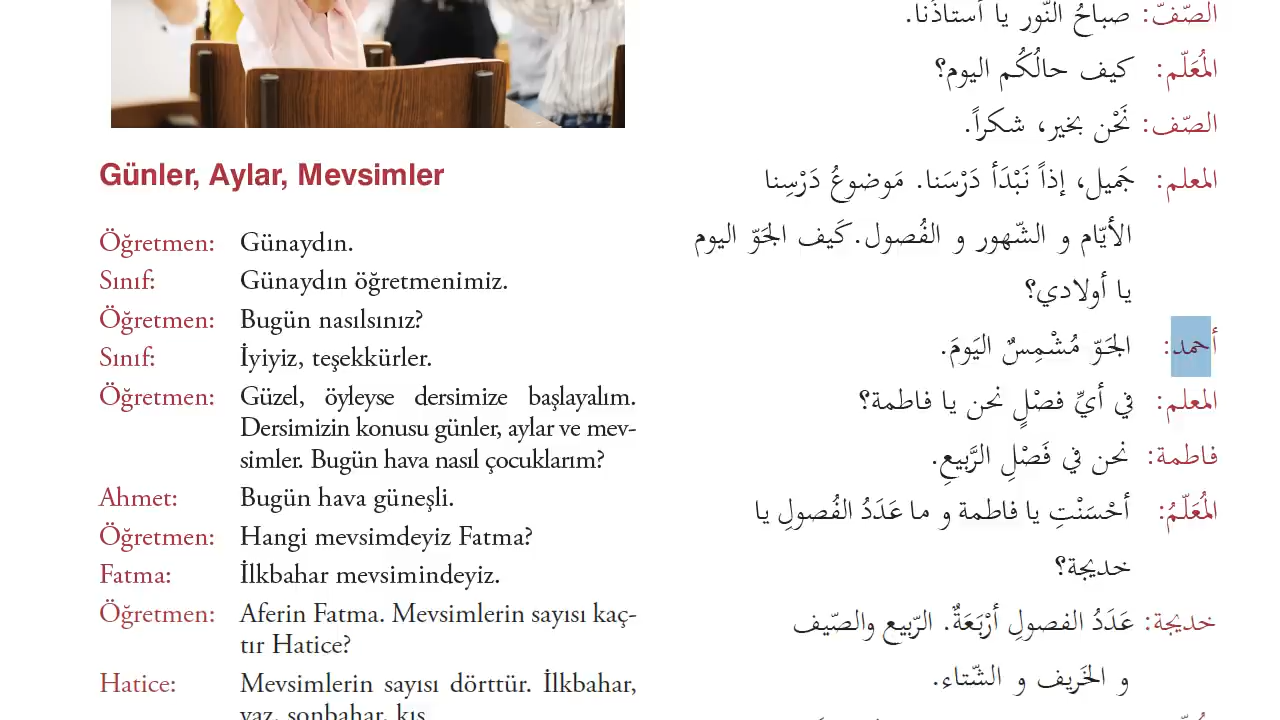 Günler, Aylar, Mevsimler
Öğretmen: Günaydın.
Sınıf: Günaydın öğretmenimiz.
Öğretmen: Bugün nasılsınız?
Sınıf: İyiyiz, teşekkürler.
Öğretmen: Güzel, öyleyse dersimize başlayalım.
Dersimizin konusu günler, aylar ve mev-
simler. Bugün hava nasıl çocuklarım?
Ahmet: Bugün hava güneşli.
Öğretmen: Hangi mevsimdeyiz Fatma?
Fatma: İlkbahar mevsimindeyiz.
Öğretmen: Aferin Fatma. Mevsimlerin sayısı kaç-
tır Hatice?
Hatice: Mevsimlerin sayısı dörttür. İlkbahar,
yaz, sonbahar, kış
الصّفّ: صباحُ النّور يا أستاذَنا.
المُعَلّم: كيف حالُكُم اليوم؟
الصّف: نَحْن بخير، شكراً.
المعلم: جَميل، إذاً نَبْدَأ دَرْسَنا. مَوضوعُ دَرْسِنا
الأيّام و الشّهور و الفُصول. كَيف الجَوّ اليوم
يا أولادي؟
أحمد: الجَوّ مُشْمِسٌ اليَومَ.
المعلم: في أيِّ فصْلٍ نحن يا فاطمة؟
فاطمة: نحن في فَصْلِ الرَّبيعِ.
المُعَلّمُ: أحْسَنْتِ يا فاطمة و ما عَدَدُ الفُصولِ يا
خديجة؟
خديجة: عَدَدُ الفصولِ أرْبَعَةٌ. الرّبيع والصّيف
و الخَريف و الشّتاء.